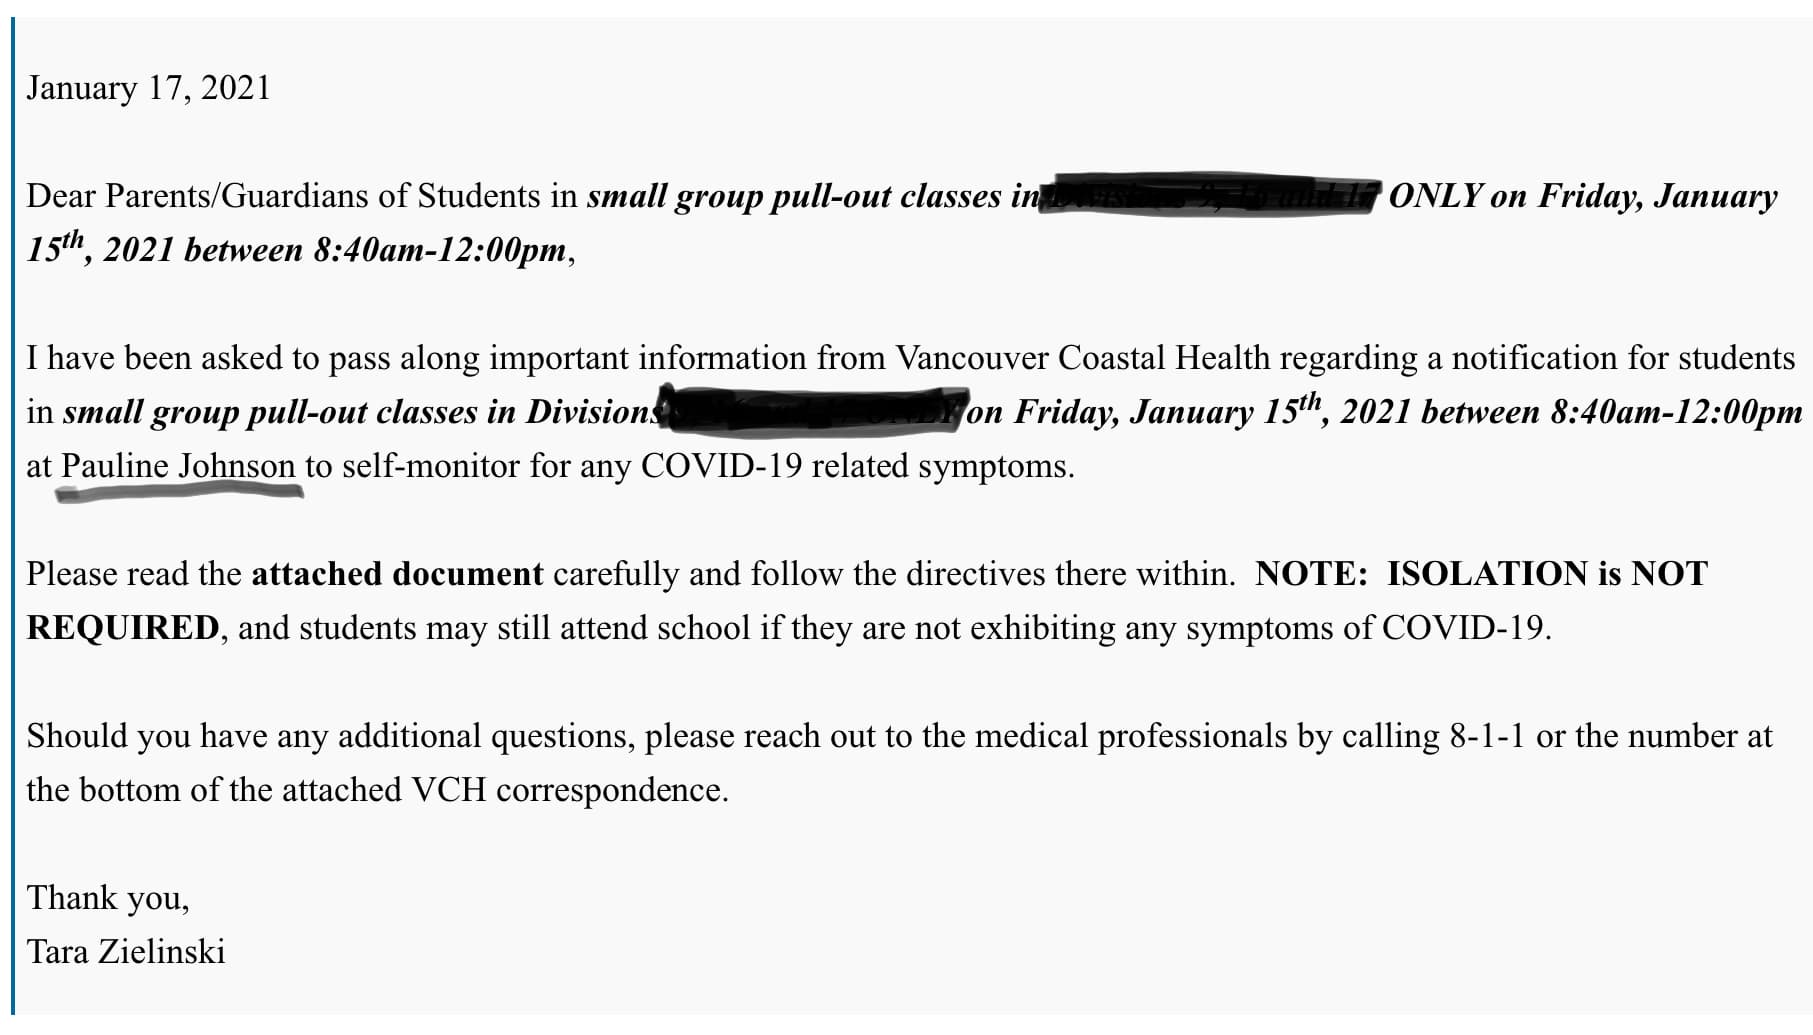 January 17, 2021
Dear Parents/Guardians of Students in small group pull-out classes in ONLY on Friday, January
15th, 2021 between 8:40am-12:00pm,
I have been asked to pass along important information from Vancouver Coastal Health regarding a notification for students
in small group pull-out classes in Divisions on Friday, January 15th, 2021 between 8:40am-12:00pm
at Pauline Johnson to self-monitor for any COVID-19 related symptoms.
Please read the attached document carefully and follow the directives there within. NOTE: ISOLATION is NOT
REQUIRED, and students may still attend school if they are not exhibiting any symptoms of COVID-19.
Should you have any additional questions, please reach out to the medical professionals by calling 8-1-1 or the number at
the bottom of the attached VCH correspondence.
Thank you,
Tara Zielinski